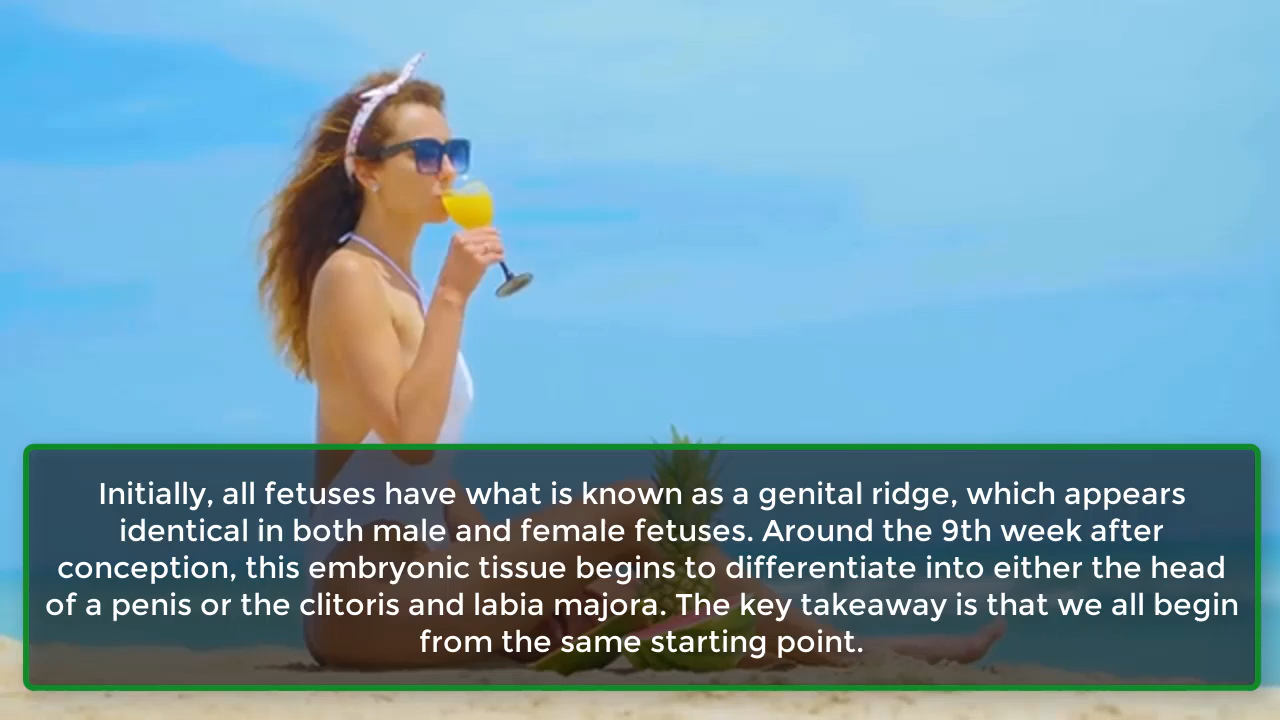 Initially, all fetuses have what is known as a genital ridge, which appears
identical in both male and female fetuses. Around the 9th week after
conception, this embryonic tissue begins to differentiate into either the head
of a penis or the clitoris and labia majora. The key takeaway is that we all begin
from the same starting point.